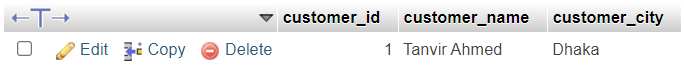 customer_id customer_name customer_city
Edit Copy Delete 1 Tanvir Ahmed Dhaka